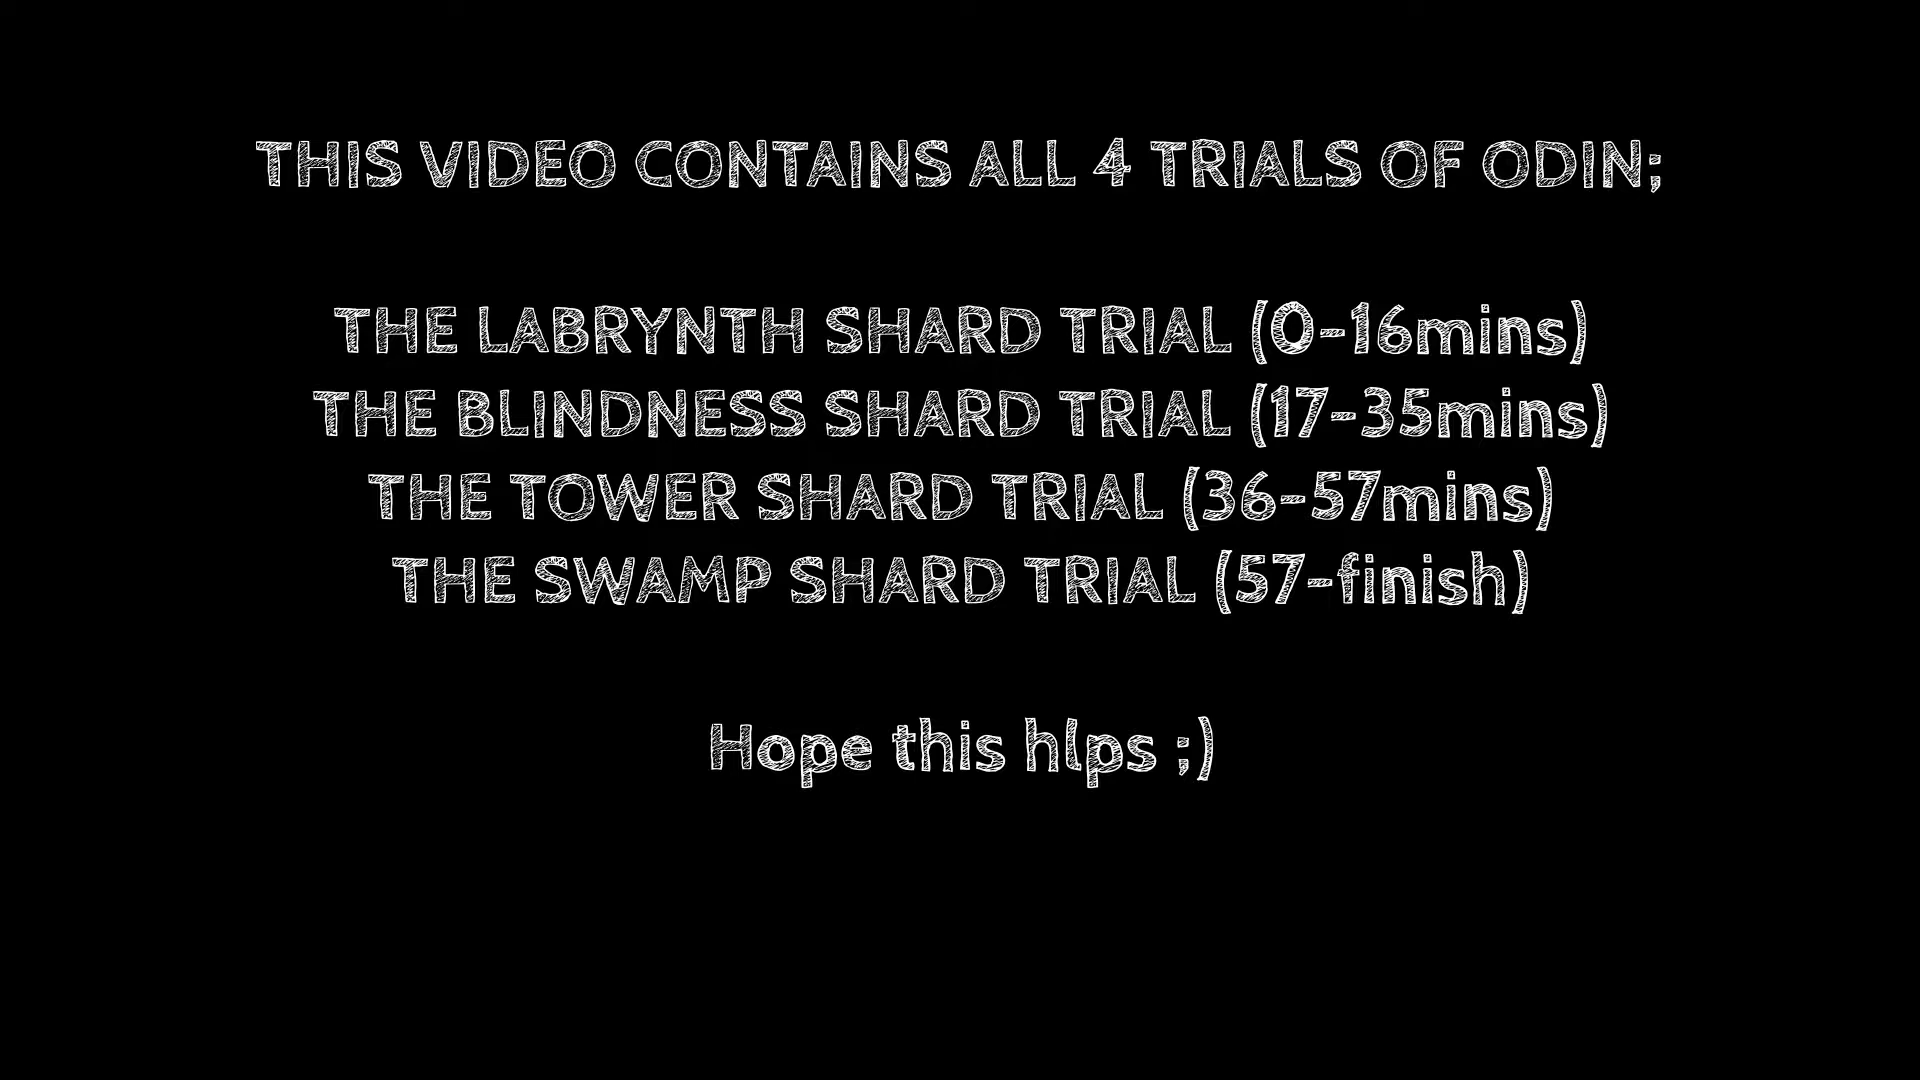 THIS VIDEO CONTAINS ALL 4 TRIALS OF ODIN;
THE LABRYNTH SHARD TRIAL (0-16mins)
THE BLINDNESS SHARD TRIAL (17-35mins)
THE TOWER SHARD TRIAL (36-57mins)
THE SWAMP SHARD TRIAL (57-finish)
Hope this hlps ;)